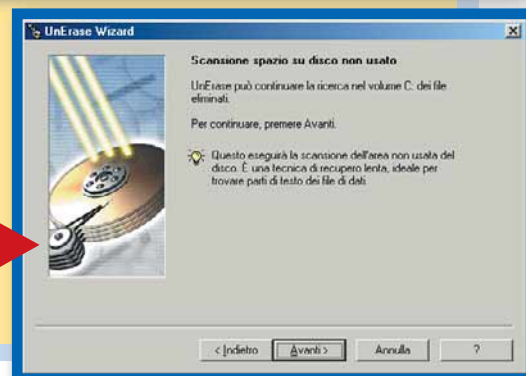 UnErase Wizard
Scansione spazio su disco non usato
UnErase può continuare la ricerca nel volume C: dei file
eliminati.
Per continuare, premere Avanti.
Questo eseguirà la scansione dell'area non usata del
disco. È una tecnica di recupero lenta, ideale per
trovare parti di testo dei file di dati.
< Indietro Avanti > Annulla ?